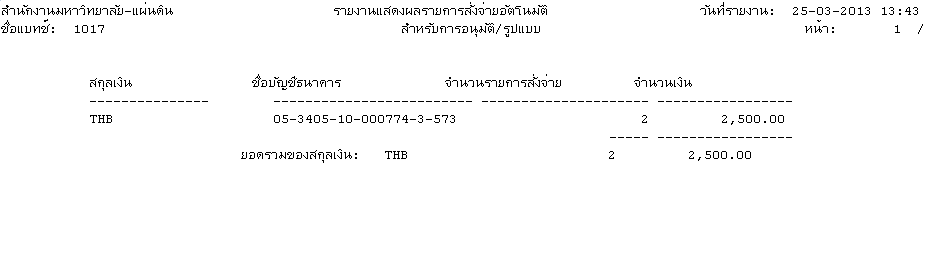 สำนักงานมหาวิทยาลัย-แผ่นดิน รายงานแสดงผลรายการสั่งจ่ายอัตโนมัติ วันที่รายงาน: 25-03-2013 13:43
ชื่อแบทช์: 1017 สำหรับการอนุมัติ/รูปแบบ หน้า: 1 /
สกุลเงิน ชื่อบัญชีธนาคาร จำนวนรายการสั่งจ่าย จำนวนเงิน
--------------- ------------------------- --------------------- -----------------
THB 05-3405-10-000774-3-573 2 2,500.00
----- -----------------
ยอดรวมของสกุลเงิน: THB 2 2,500.00